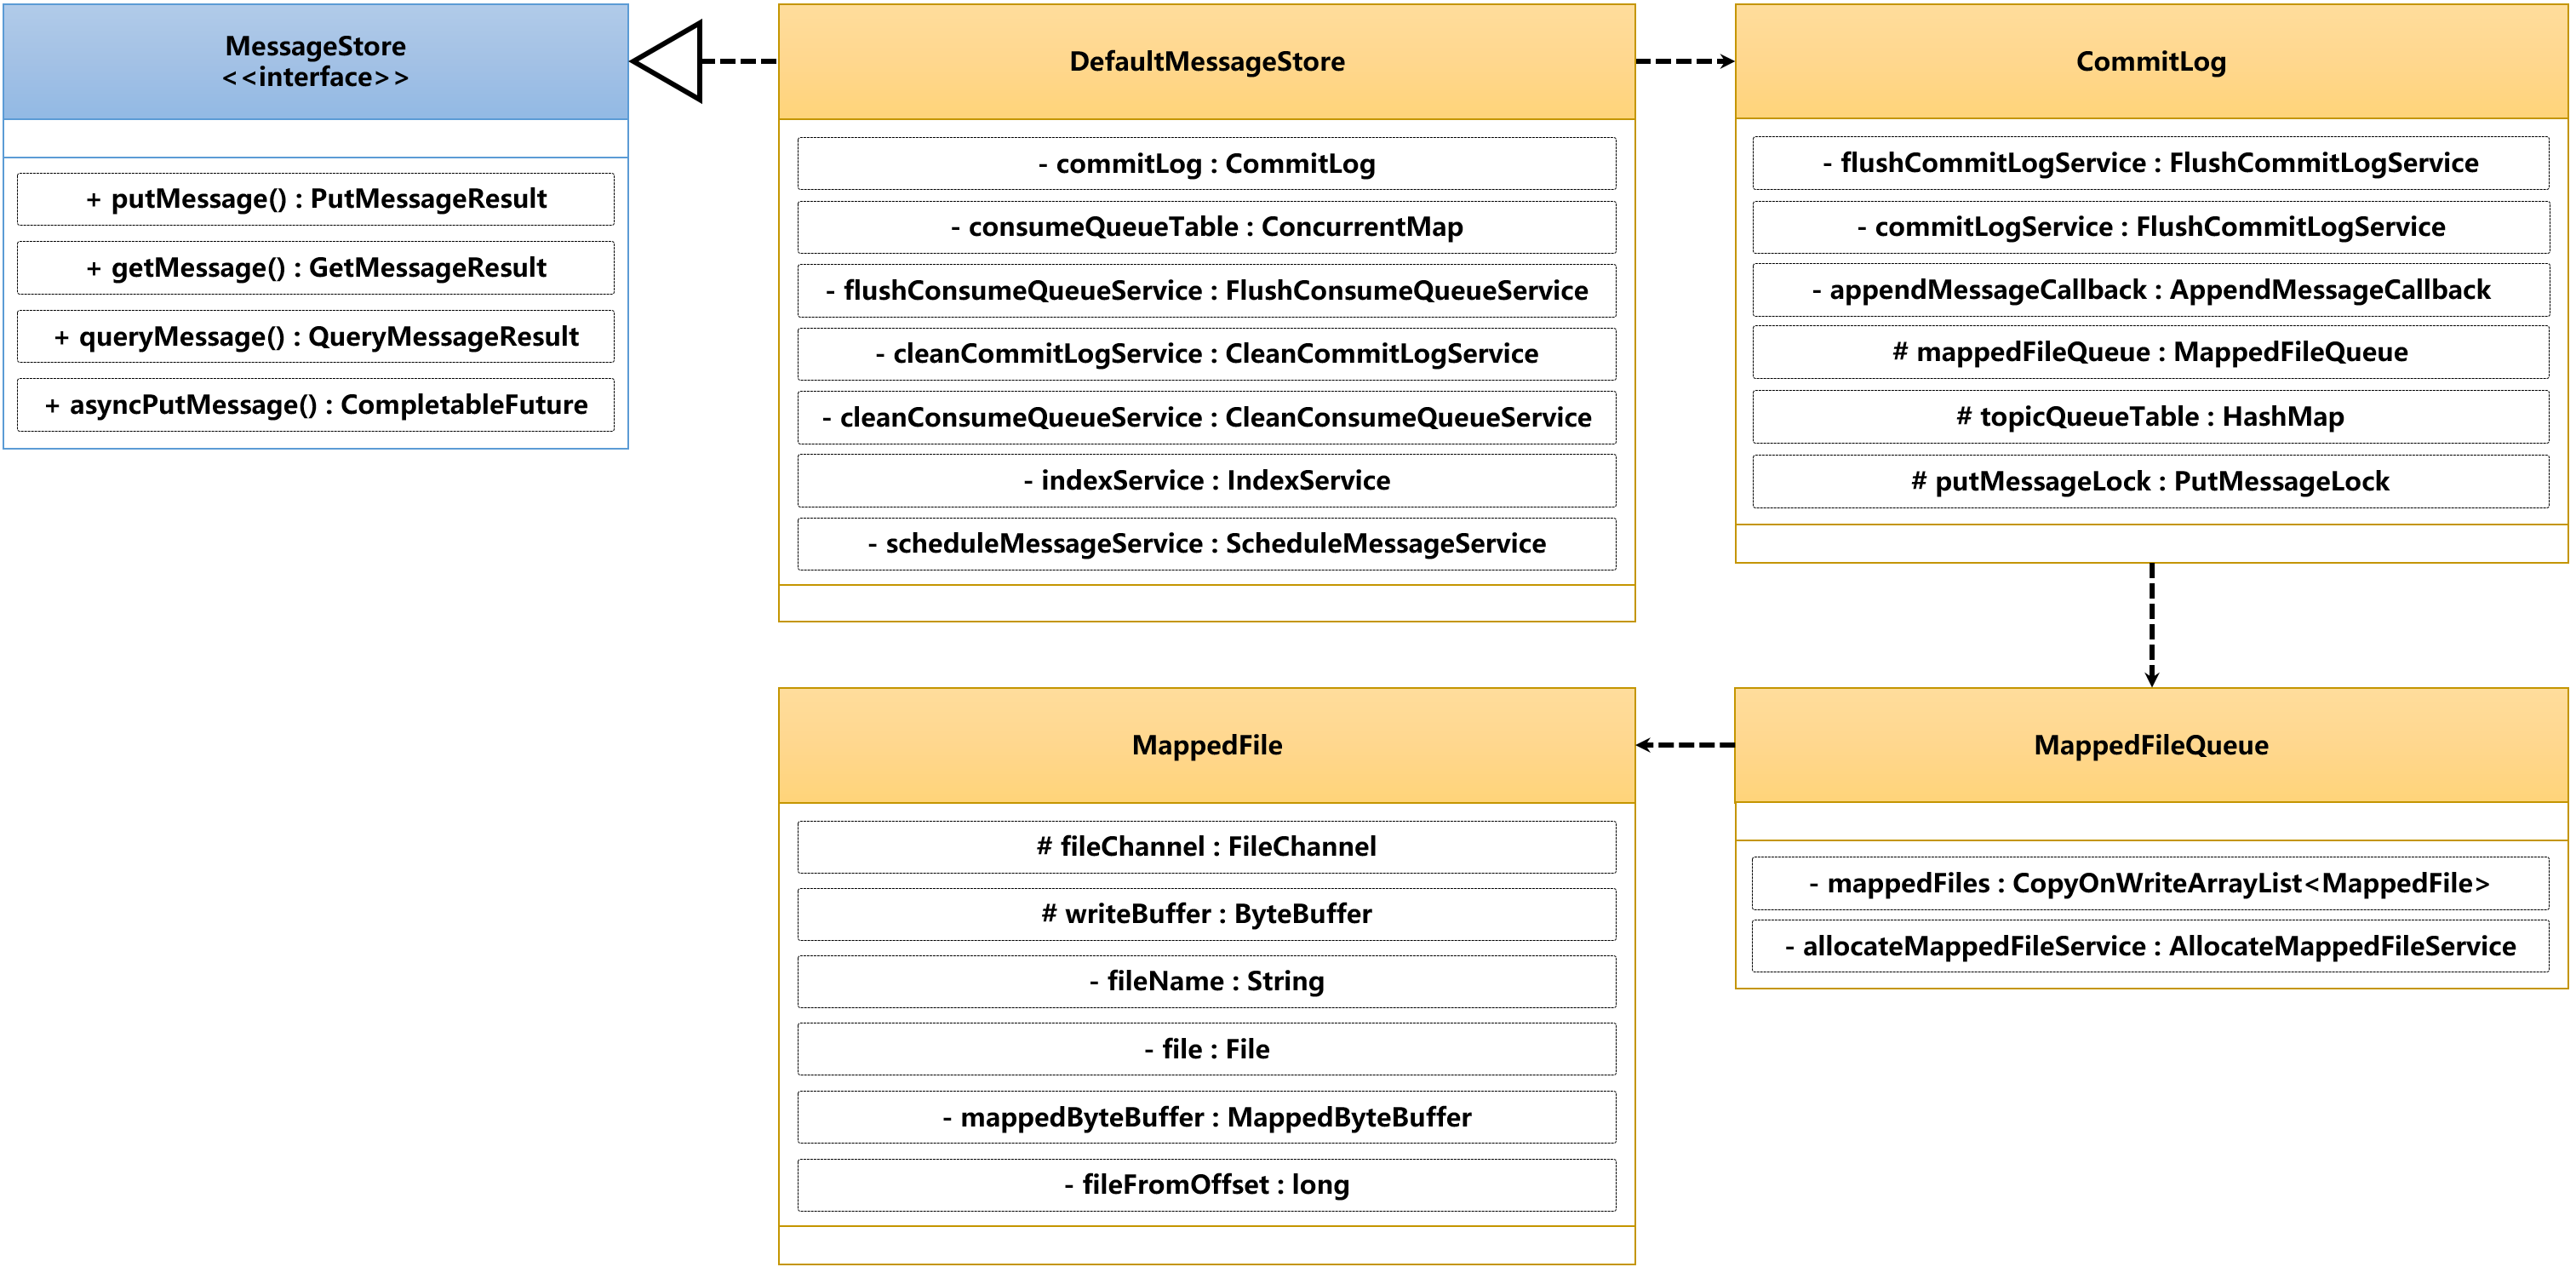 MessageStore
<<interface>>
+ putMessage() : PutMessageResult
+ getMessage() : GetMessageResult
+ queryMessage() : QueryMessageResult
+ asyncPutMessage() : CompletableFuture
DefaultMessageStore
- commitLog : CommitLog
- consumeQueueTable : ConcurrentMap
- flushConsumeQueueService : FlushConsumeQueueService
- cleanCommitLogService : CleanCommitLogService
- cleanConsumeQueueService : CleanConsumeQueueService
- indexService : IndexService
- scheduleMessageService : ScheduleMessageService
CommitLog
- flushCommitLogService : FlushCommitLogService
- commitLogService : FlushCommitLogService
- appendMessageCallback : AppendMessageCallback
# mappedFileQueue : MappedFileQueue
# topicQueueTable : HashMap
# putMessageLock : PutMessageLock
MappedFile
# fileChannel : FileChannel
# writeBuffer : ByteBuffer
- fileName : String
- file : File
- mappedByteBuffer : MappedByteBuffer
- fileFromOffset : long
MappedFileQueue
- mappedFiles : CopyOnWriteArrayList<MappedFile>
- allocateMappedFileService : AllocateMappedFileService